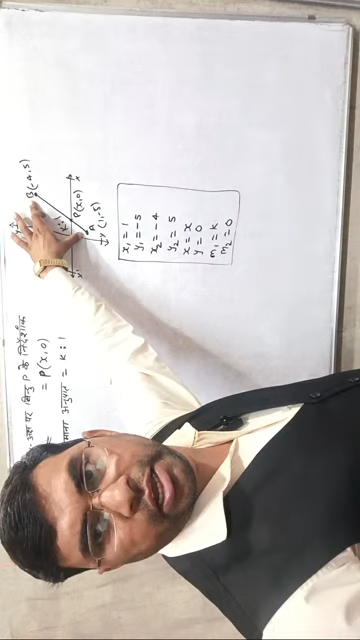 -अक्ष पर बिन्दु P के निर्देशांक
= P(x, 0)
माना अनुपात = K : 1
B(-4, 5)
K : 1
P(x, 0)
x
A
(1, -5)
x₁ = 1
y₁ = -5
x₂ = -4
y₂ = 5
x = x
y = 0
m₁ = K
m₂ = 0